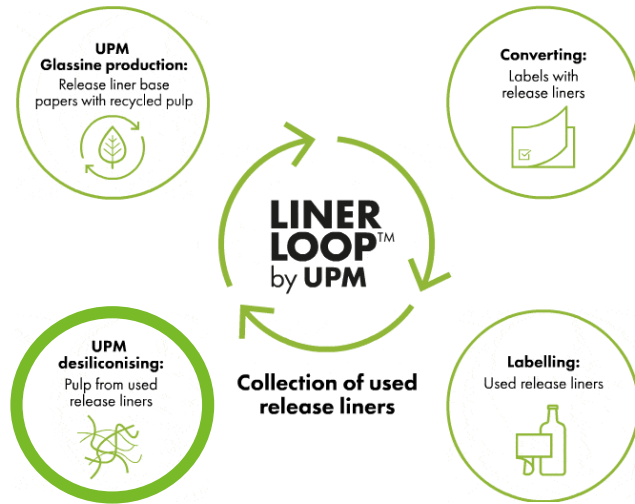 UPM
Glassine production:
Release liner base
papers with recycled pulp
Converting:
Labels with
release liners
LINER
LOOP™
by UPM
UPM
desiliconising:
Pulp from used
release liners
Collection of used
release liners
Labelling:
Used release liners